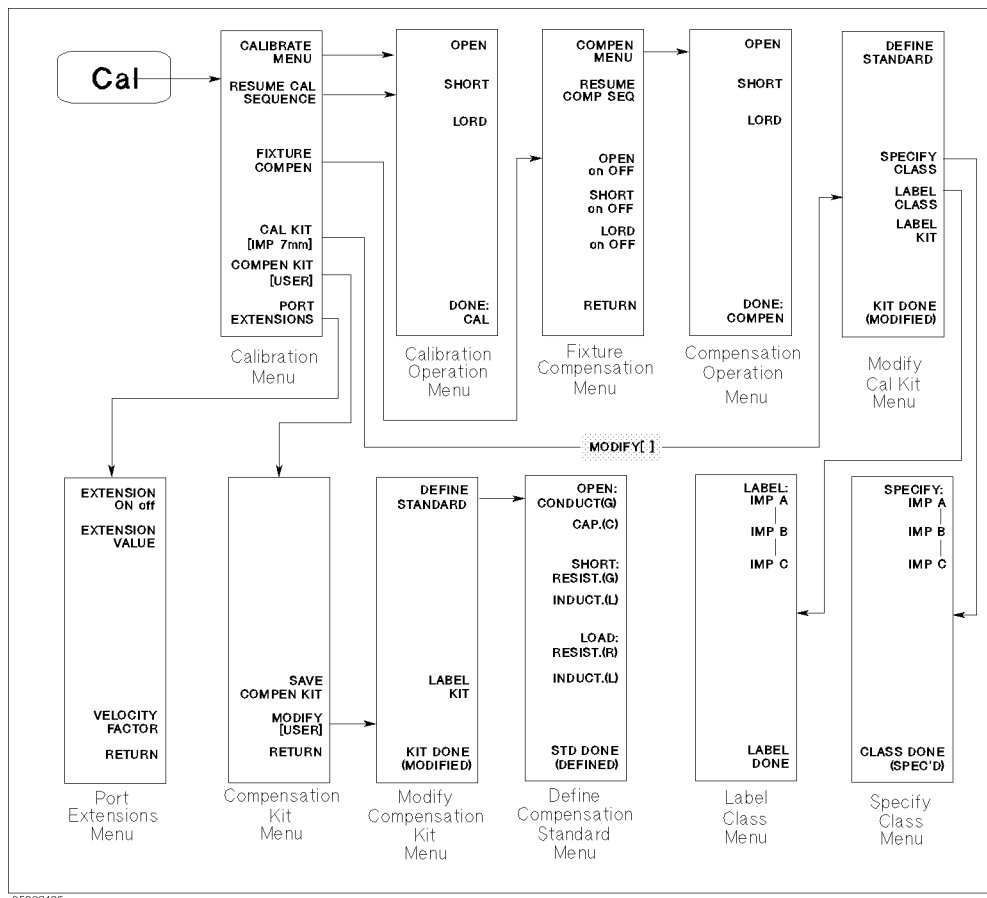 Cal
CALIBRATE
MENU
RESUME CAL
SEQUENCE
FIXTURE
COMPEN
CAL KIT
[IMP 7mm]
COMPEN KIT
[USER]
PORT
EXTENSIONS
Calibration
Menu
OPEN
SHORT
LORD
DONE:
CAL
Calibration
Operation
Menu
COMPEN
MENU
RESUME
COMP SEQ
OPEN
on OFF
SHORT
on OFF
LORD
on OFF
RETURN
Fixture
Compensation
Menu
OPEN
SHORT
LORD
DONE:
COMPEN
Compensation
Operation
Menu
DEFINE
STANDARD
SPECIFY
CLASS
LABEL
CLASS
LABEL
KIT
KIT DONE
(MODIFIED)
Modify
Cal Kit
Menu
MODIFY[ ]
EXTENSION
ON off
EXTENSION
VALUE
VELOCITY
FACTOR
RETURN
Port
Extensions
Menu
SAVE
COMPEN KIT
MODIFY
[USER]
RETURN
Compensation
Kit
Menu
DEFINE
STANDARD
LABEL
KIT
KIT DONE
(MODIFIED)
Modify
Compensation
Kit
Menu
OPEN:
CONDUCT(G)
CAP.(C)
SHORT:
RESIST.(G)
INDUCT.(L)
LOAD:
RESIST.(R)
INDUCT.(L)
STD DONE
(DEFINED)
Define
Compensation
Standard
Menu
LABEL:
IMP A
IMP B
IMP C
LABEL
DONE
Label
Class
Menu
SPECIFY:
IMP A
IMP B
IMP C
CLASS DONE
(SPEC'D)
Specify
Class
Menu